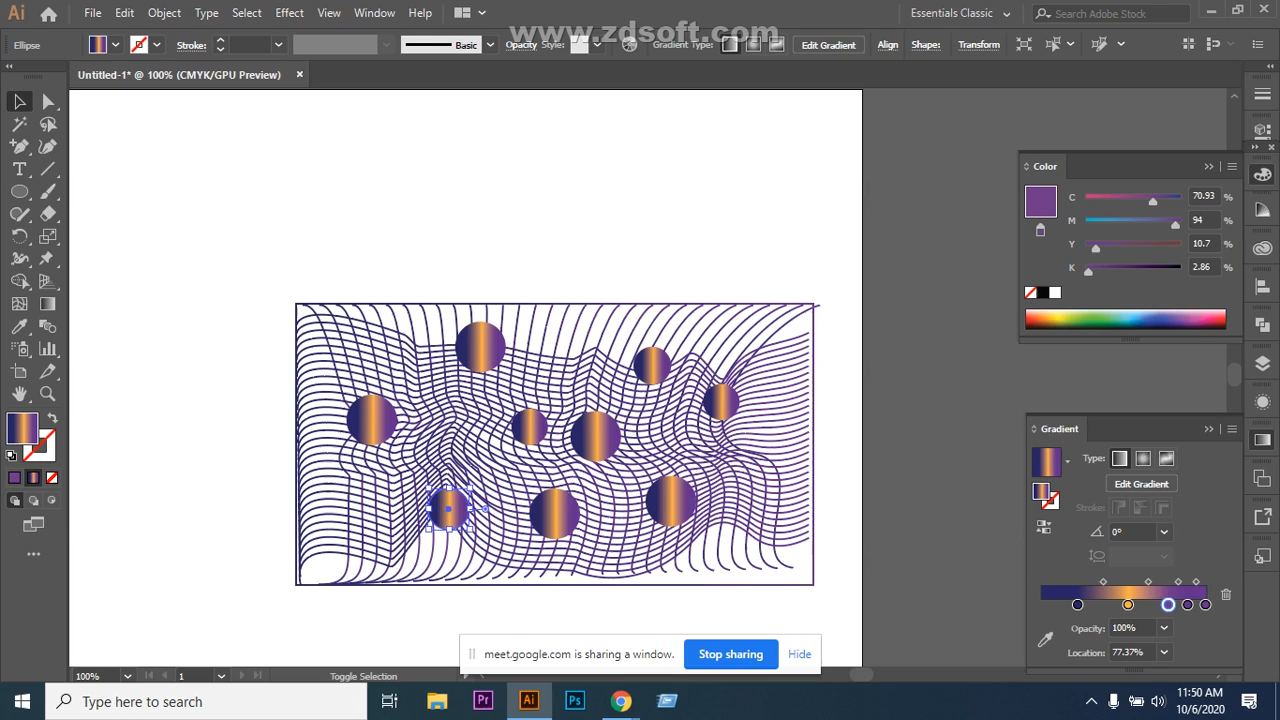 Ai File Edit Object Type Select Effect View Window Help Essentials Classic Search Adobe Stock
www.zdsoft.com
Ellipse Stroke: Basic Opacity Style: Gradient Type: Edit Gradient Align Shape: Transform
Untitled-1* @ 100% (CMYK/GPU Preview)
Color
C 70.93 %
M 94 %
Y 10.7 %
K 2.86 %
Gradient
Type:
Edit Gradient
Stroke:
0°
Opacity: 100%
Location: 77.37%
meet.google.com is sharing a window. Stop sharing Hide
100% 1 Toggle Selection
Type here to search
Pr Ai Ps
11:50 AM
10/6/2020